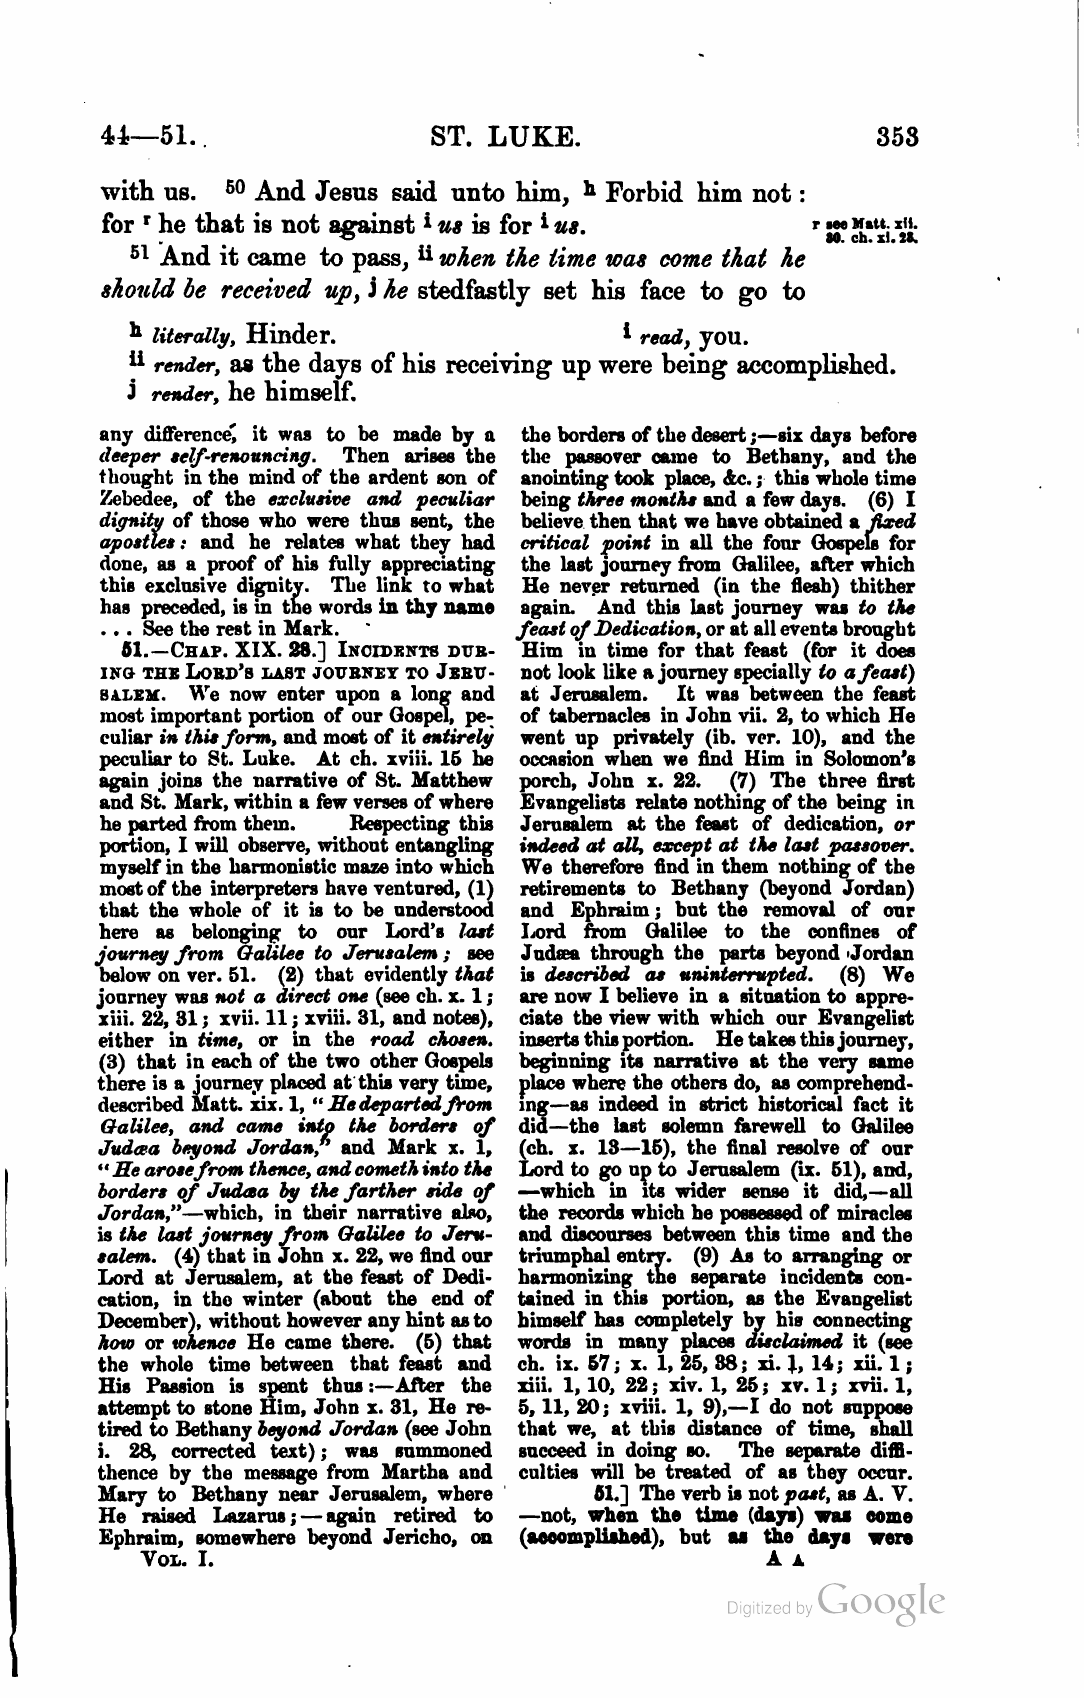 44—51.
ST. LUKE.
353
with us. 50 And Jesus said unto him, h Forbid him not :
for r he that is not against i us is for i us.
r see Matt. xii.
30. ch. xi. 23.
51 And it came to pass, ii when the time was come that he
should be received up, j he stedfastly set his face to go to
h literally, Hinder.
i read, you.
ii render, as the days of his receiving up were being accomplished.
j render, he himself.
any difference, it was to be made by a
deeper self-renouncing. Then arises the
thought in the mind of the ardent son of
Zebedee, of the exclusive and peculiar
dignity of those who were thus sent, the
apostles: and he relates what they had
done, as a proof of his fully appreciating
this exclusive dignity. The link to what
has preceded, is in the words in thy name
... See the rest in Mark.
51.—CHAP. XIX. 28.] INCIDENTS DUR-
ING THE LORD'S LAST JOURNEY TO JERU-
SALEM. We now enter upon a long and
most important portion of our Gospel, pe-
culiar in this form, and most of it entirely
peculiar to St. Luke. At ch. xviii. 15 he
again joins the narrative of St. Matthew
and St. Mark, within a few verses of where
he parted from them. Respecting this
portion, I will observe, without entangling
myself in the harmonistic maze into which
most of the interpreters have ventured, (1)
that the whole of it is to be understood
here as belonging to our Lord's last
journey from Galilee to Jerusalem; see
below on ver. 51. (2) that evidently that
journey was not a direct one (see ch. x. 1;
xiii. 22, 31; xvii. 11; xviii. 31, and notes),
either in time, or in the road chosen.
(3) that in each of the two other Gospels
there is a journey placed at this very time,
described Matt. xix. 1, "He departed from
Galilee, and came into the borders of
Judæa beyond Jordan," and Mark x. 1,
"He arose from thence, and cometh into the
borders of Judæa by the farther side of
Jordan,"—which, in their narrative also,
is the last journey from Galilee to Jeru-
salem. (4) that in John x. 22, we find our
Lord at Jerusalem, at the feast of Dedi-
cation, in the winter (about the end of
December), without however any hint as to
how or whence He came there. (5) that
the whole time between that feast and
His Passion is spent thus:—After the
attempt to stone Him, John x. 31, He re-
tired to Bethany beyond Jordan (see John
i. 28, corrected text); was summoned
thence by the message from Martha and
Mary to Bethany near Jerusalem, where
He raised Lazarus;—again retired to
Ephraim, somewhere beyond Jericho, on
VOL. I.
the borders of the desert;—six days before
the passover came to Bethany, and the
anointing took place, &c.; this whole time
being three months and a few days. (6) I
believe then that we have obtained a fixed
critical point in all the four Gospels for
the last journey from Galilee, after which
He never returned (in the flesh) thither
again. And this last journey was to the
feast of Dedication, or at all events brought
Him in time for that feast (for it does
not look like a journey specially to a feast)
at Jerusalem. It was between the feast
of tabernacles in John vii. 2, to which He
went up privately (ib. ver. 10), and the
occasion when we find Him in Solomon's
porch, John x. 22. (7) The three first
Evangelists relate nothing of the being in
Jerusalem at the feast of dedication, or
indeed at all, except at the last passover.
We therefore find in them nothing of the
retirements to Bethany (beyond Jordan)
and Ephraim; but the removal of our
Lord from Galilee to the confines of
Judæa through the parts beyond Jordan
is described as uninterrupted. (8) We
are now I believe in a situation to appre-
ciate the view with which our Evangelist
inserts this portion. He takes this journey,
beginning its narrative at the very same
place where the others do, as comprehend-
ing—as indeed in strict historical fact it
did—the last solemn farewell to Galilee
(ch. x. 13—15), the final resolve of our
Lord to go up to Jerusalem (ix. 51), and,
—which in its wider sense it did,—all
the records which he possessed of miracles
and discourses between this time and the
triumphal entry. (9) As to arranging or
harmonizing the separate incidents con-
tained in this portion, as the Evangelist
himself has completely by his connecting
words in many places disclaimed it (see
ch. ix. 57; x. 1, 25, 38; xi. 1, 14; xii. 1;
xiii. 1, 10, 22; xiv. 1, 25; xv. 1; xvii. 1,
5, 11, 20; xviii. 1, 9),—I do not suppose
that we, at this distance of time, shall
succeed in doing so. The separate diffi-
culties will be treated of as they occur.
51.] The verb is not past, as A. V.
—not, when the time (days) was come
(accomplished), but as the days were
A A
Digitized by Google